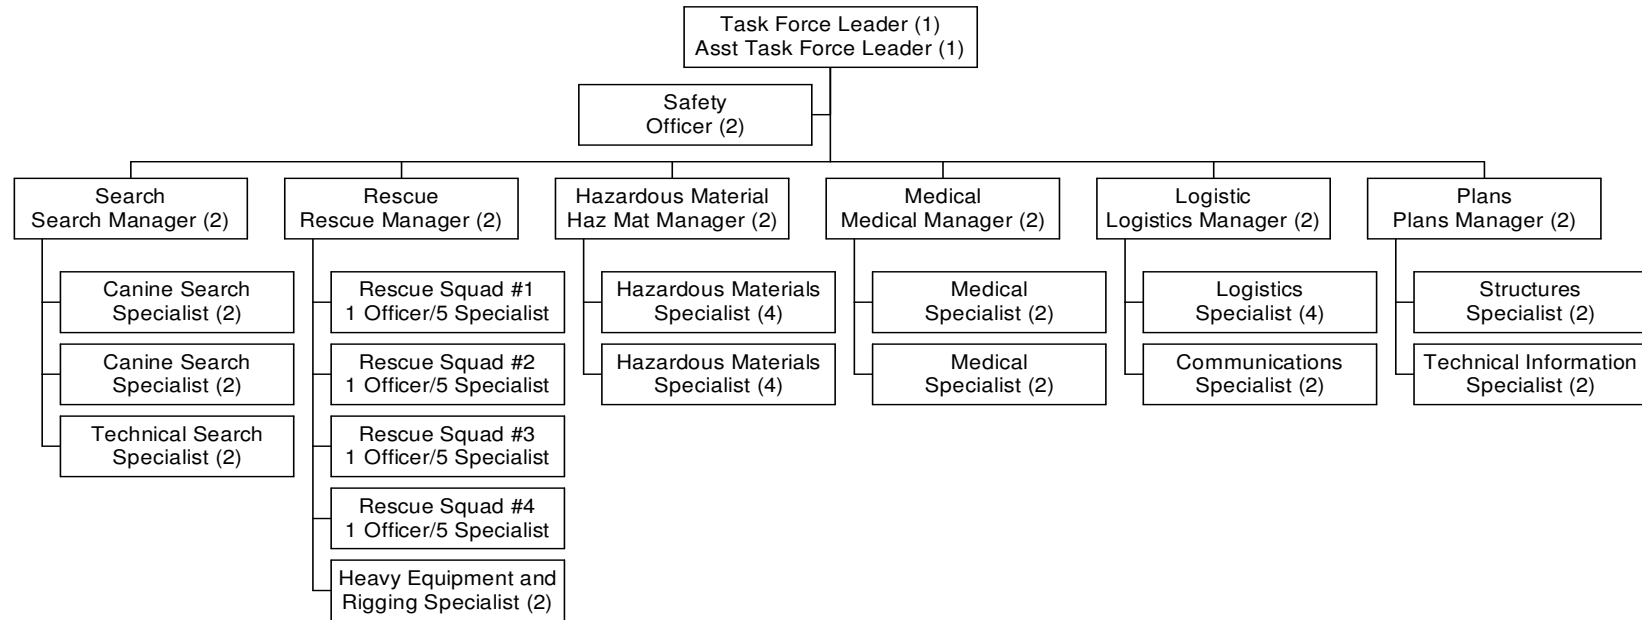 Task Force Leader (1)
Asst Task Force Leader (1)
Safety
Officer (2)
Search
Search Manager (2)
Canine Search
Specialist (2)
Canine Search
Specialist (2)
Technical Search
Specialist (2)
Rescue
Rescue Manager (2)
Rescue Squad #1
1 Officer/5 Specialist
Rescue Squad #2
1 Officer/5 Specialist
Rescue Squad #3
1 Officer/5 Specialist
Rescue Squad #4
1 Officer/5 Specialist
Heavy Equipment and
Rigging Specialist (2)
Hazardous Material
Haz Mat Manager (2)
Hazardous Materials
Specialist (4)
Hazardous Materials
Specialist (4)
Medical
Medical Manager (2)
Medical
Specialist (2)
Medical
Specialist (2)
Logistic
Logistics Manager (2)
Logistics
Specialist (4)
Communications
Specialist (2)
Plans
Plans Manager (2)
Structures
Specialist (2)
Technical Information
Specialist (2)